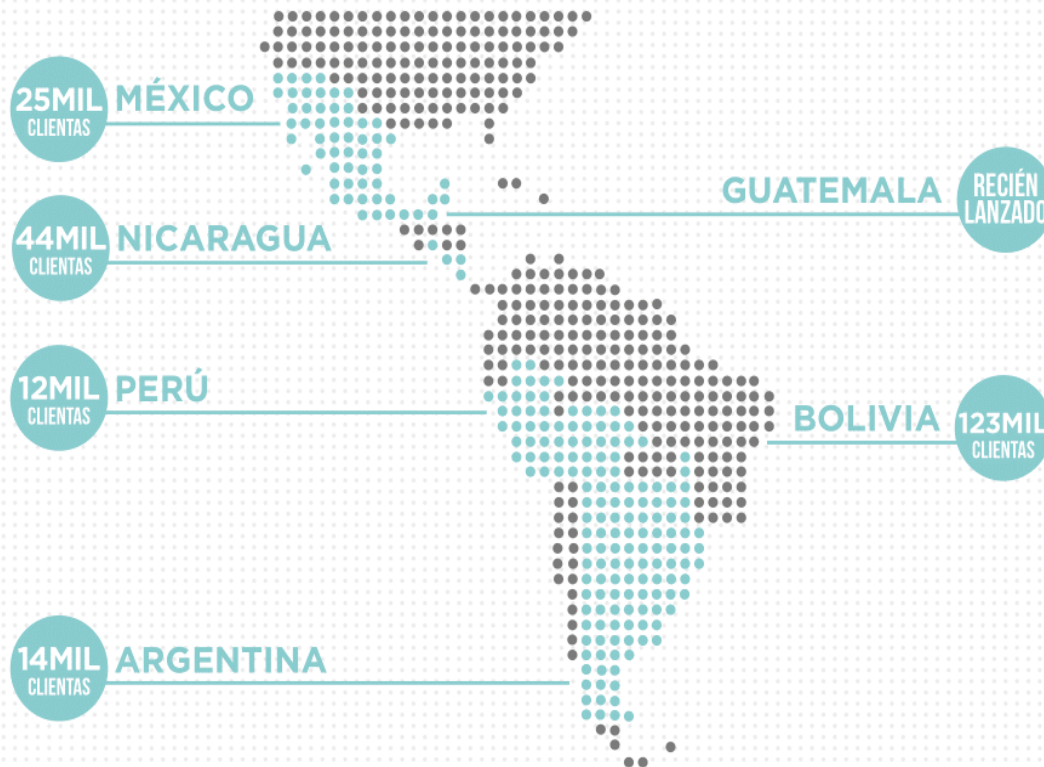 25MIL
CLIENTAS
MÉXICO
GUATEMALA
RECIÉN
LANZADO
44MIL
CLIENTAS
NICARAGUA
12MIL
CLIENTAS
PERÚ
BOLIVIA
123MIL
CLIENTAS
14MIL
CLIENTAS
ARGENTINA